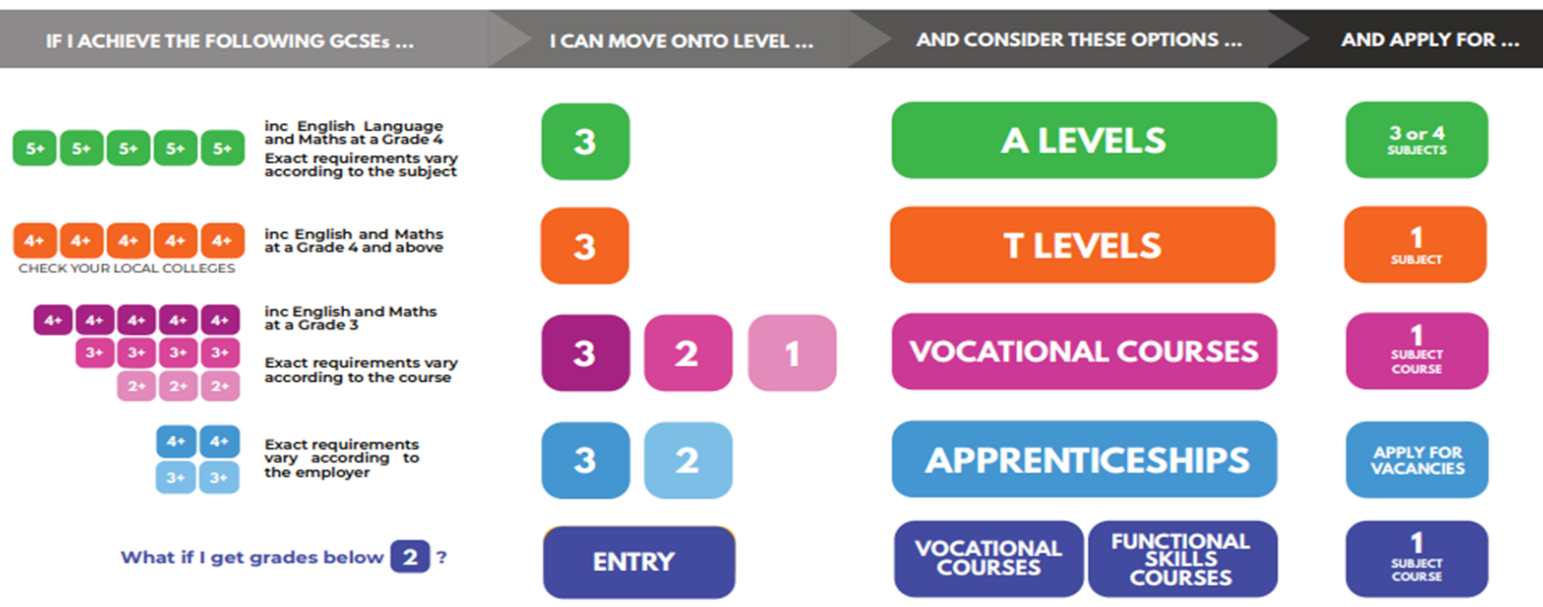 IF I ACHIEVE THE FOLLOWING GCSEs ...
I CAN MOVE ONTO LEVEL ...
AND CONSIDER THESE OPTIONS ...
AND APPLY FOR ...
5+ 5+ 5+ 5+ 5+
inc English Language
and Maths at a Grade 4
Exact requirements vary
according to the subject
3
A LEVELS
3 or 4
SUBJECTS
4+ 4+ 4+ 4+ 4+
CHECK YOUR LOCAL COLLEGES
inc English and Maths
at a Grade 4 and above
3
T LEVELS
1
SUBJECT
4+ 4+ 4+ 4+ 4+
3+ 3+ 3+ 3+
2+ 2+ 2+
inc English and Maths
at a Grade 3
Exact requirements vary
according to the course
3 2 1
VOCATIONAL COURSES
1
SUBJECT
COURSE
4+ 4+
3+ 3+
Exact requirements
vary according to
the employer
3 2
APPRENTICESHIPS
APPLY FOR
VACANCIES
What if I get grades below 2 ?
ENTRY
VOCATIONAL
COURSES
FUNCTIONAL
SKILLS
COURSES
1
SUBJECT
COURSE